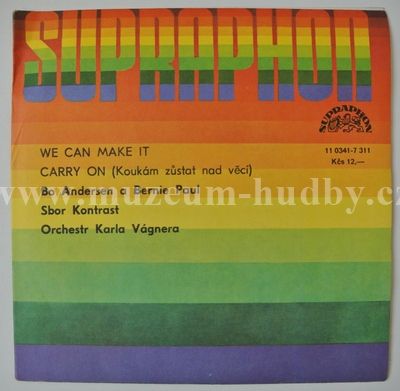 SUPRAPHON
SUPRAPHON
11 0341-7 311
Kčs 12,—
WE CAN MAKE IT
CARRY ON (Koukám zůstat nad věcí)
Bo Andersen a Bernie Paul
Sbor Kontrast
Orchestr Karla Vágnera
www.muzeum-hudby.cz